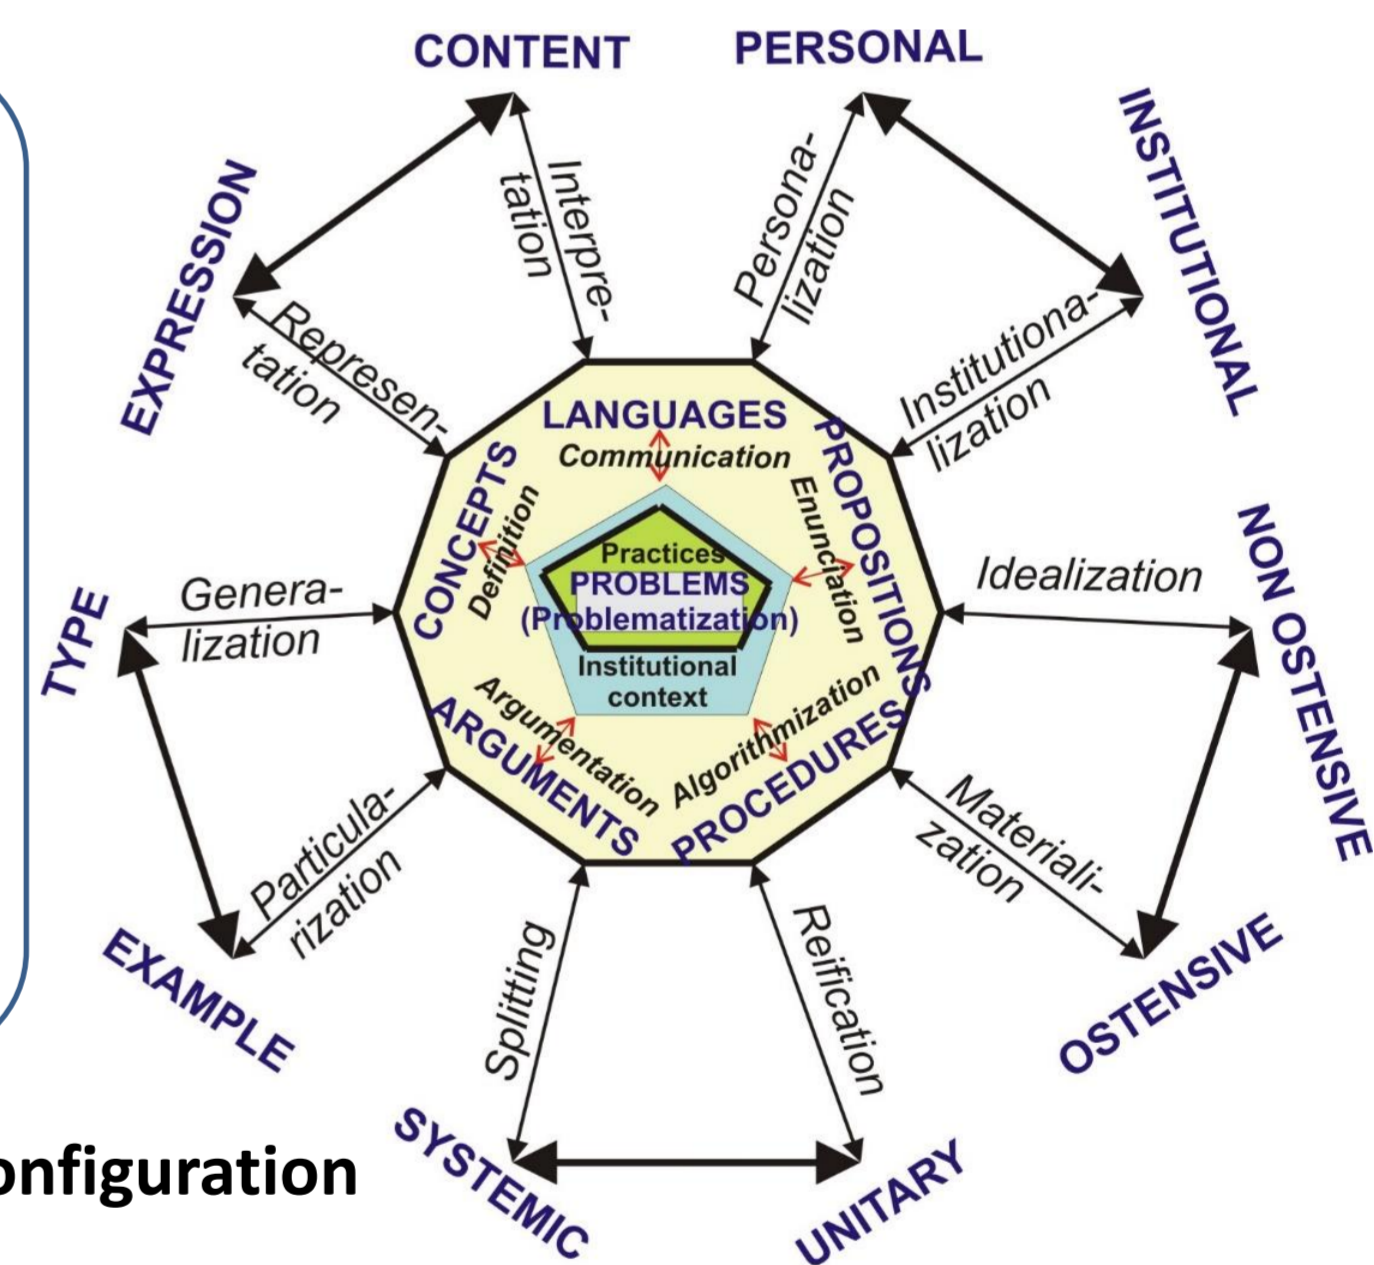 CONTENT
PERSONAL
EXPRESSION
INSTITUTIONAL
Interpre-
tation
Persona-
lization
Represen-
tation
Institutiona-
lization
LANGUAGES
Communication
CONCEPTS
Definition
PROPOSITIONS
Enunciation
Practices
PROBLEMS
(Problematization)
Institutional
context
TYPE
Genera-
lization
Idealization
NON OSTENSIVE
Argumentation
ARGUMENTS
Algorithmization
PROCEDURES
Particula-
rization
Materiali-
zation
EXAMPLE
OSTENSIVE
Splitting
Reification
SYSTEMIC
UNITARY
onfiguration